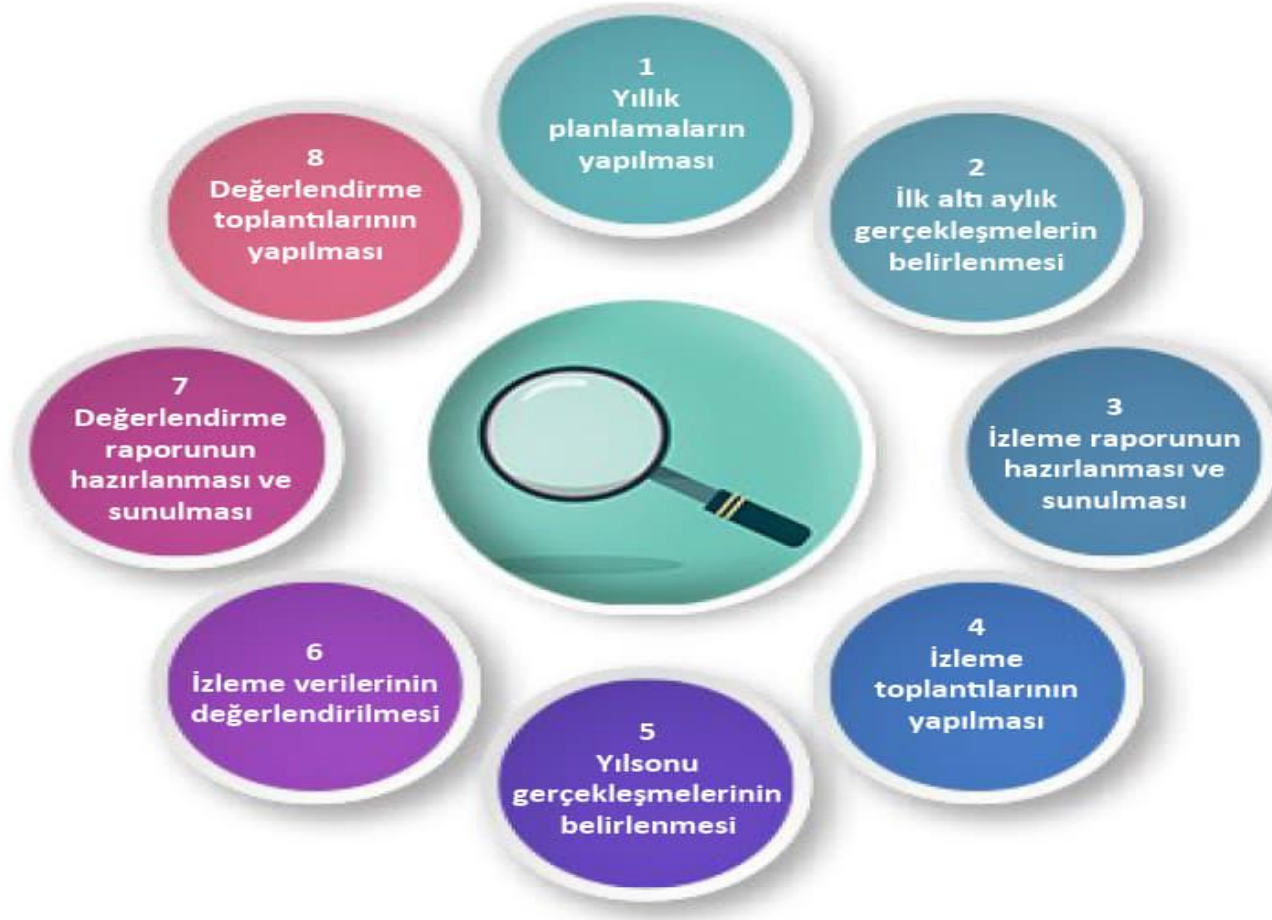 1
Yıllık
planlamaların
yapılması
2
İlk altı aylık
gerçekleşmelerin
belirlenmesi
3
İzleme raporunun
hazırlanması ve
sunulması
4
İzleme
toplantılarının
yapılması
5
Yılsonu
gerçekleşmelerinin
belirlenmesi
6
İzleme verilerinin
değerlendirilmesi
7
Değerlendirme
raporunun
hazırlanması ve
sunulması
8
Değerlendirme
toplantılarının
yapılması